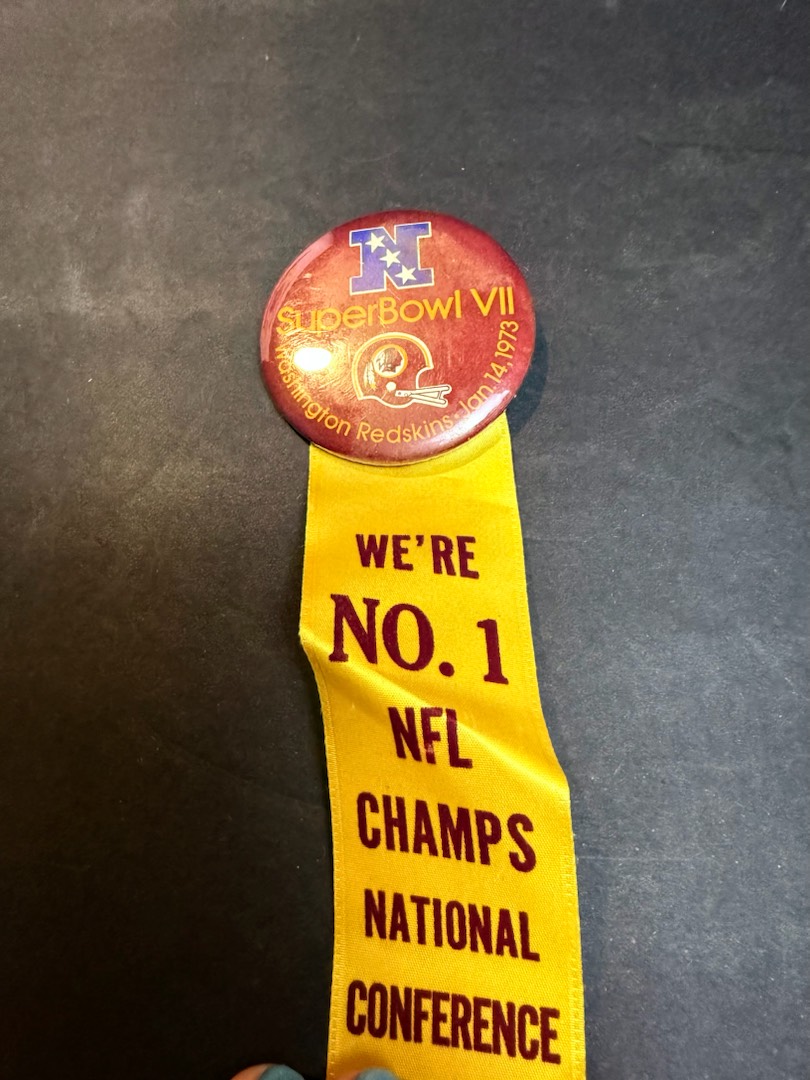 N
SuperBowl VII
Washington Redskins·Jan.14,1973
WE'RE
NO. 1
NFL
CHAMPS
NATIONAL
CONFERENCE